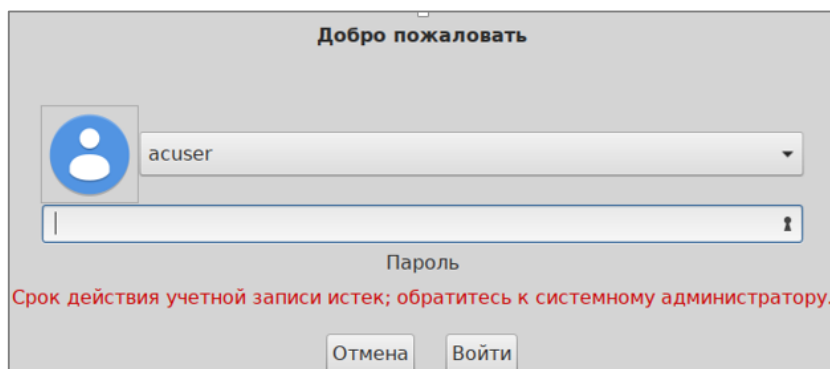 Добро пожаловать
acuser
Пароль
Срок действия учетной записи истек; обратитесь к системному администратору.
Отмена Войти